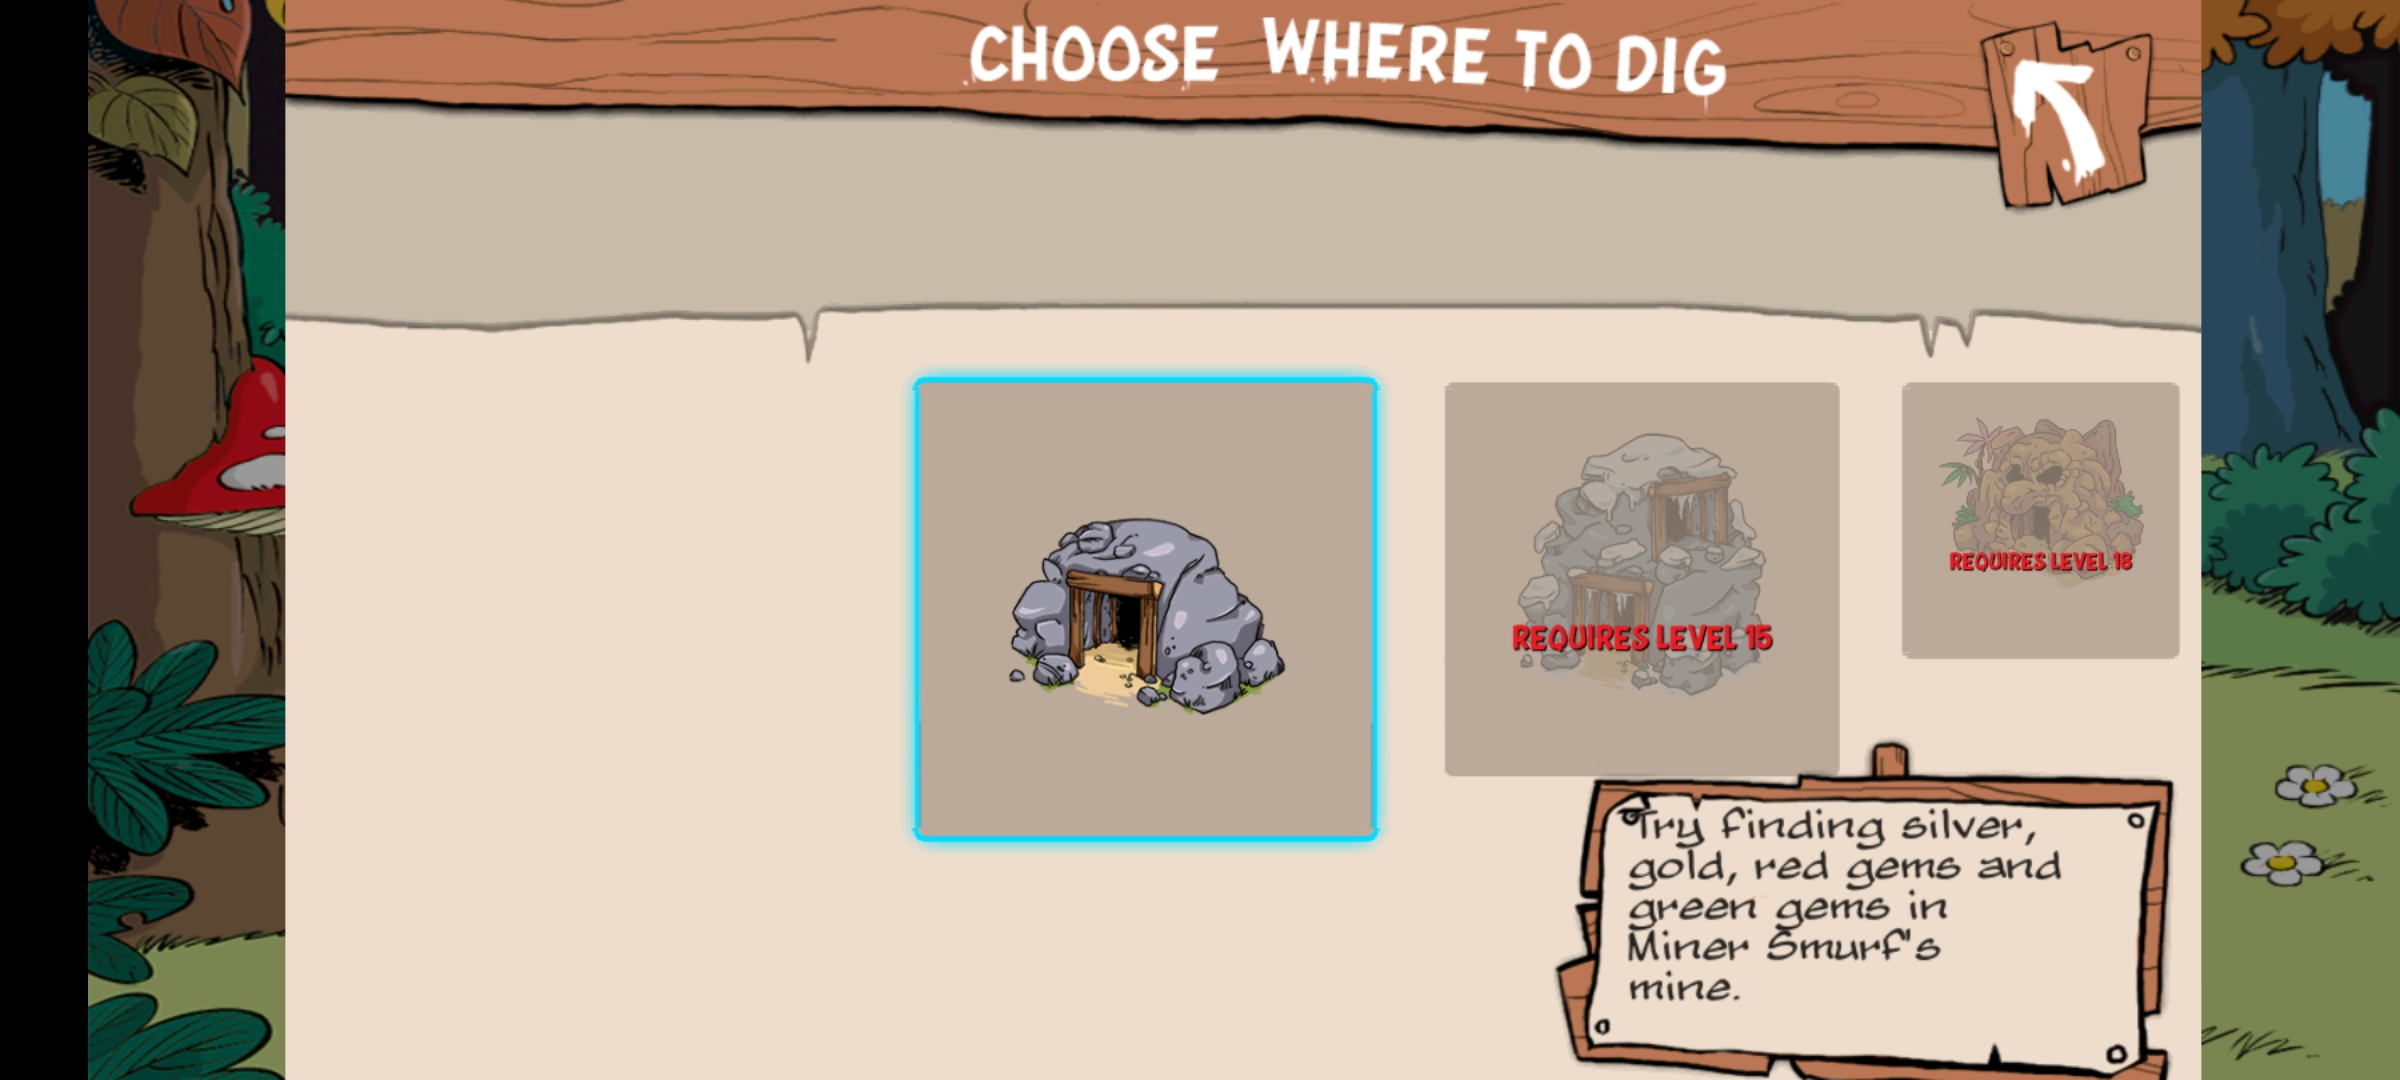 CHOOSE WHERE TO DIG
REQUIRES LEVEL 15
REQUIRES LEVEL 18
Try finding silver,
gold, red gems and
green gems in
Miner Smurf's
mine.